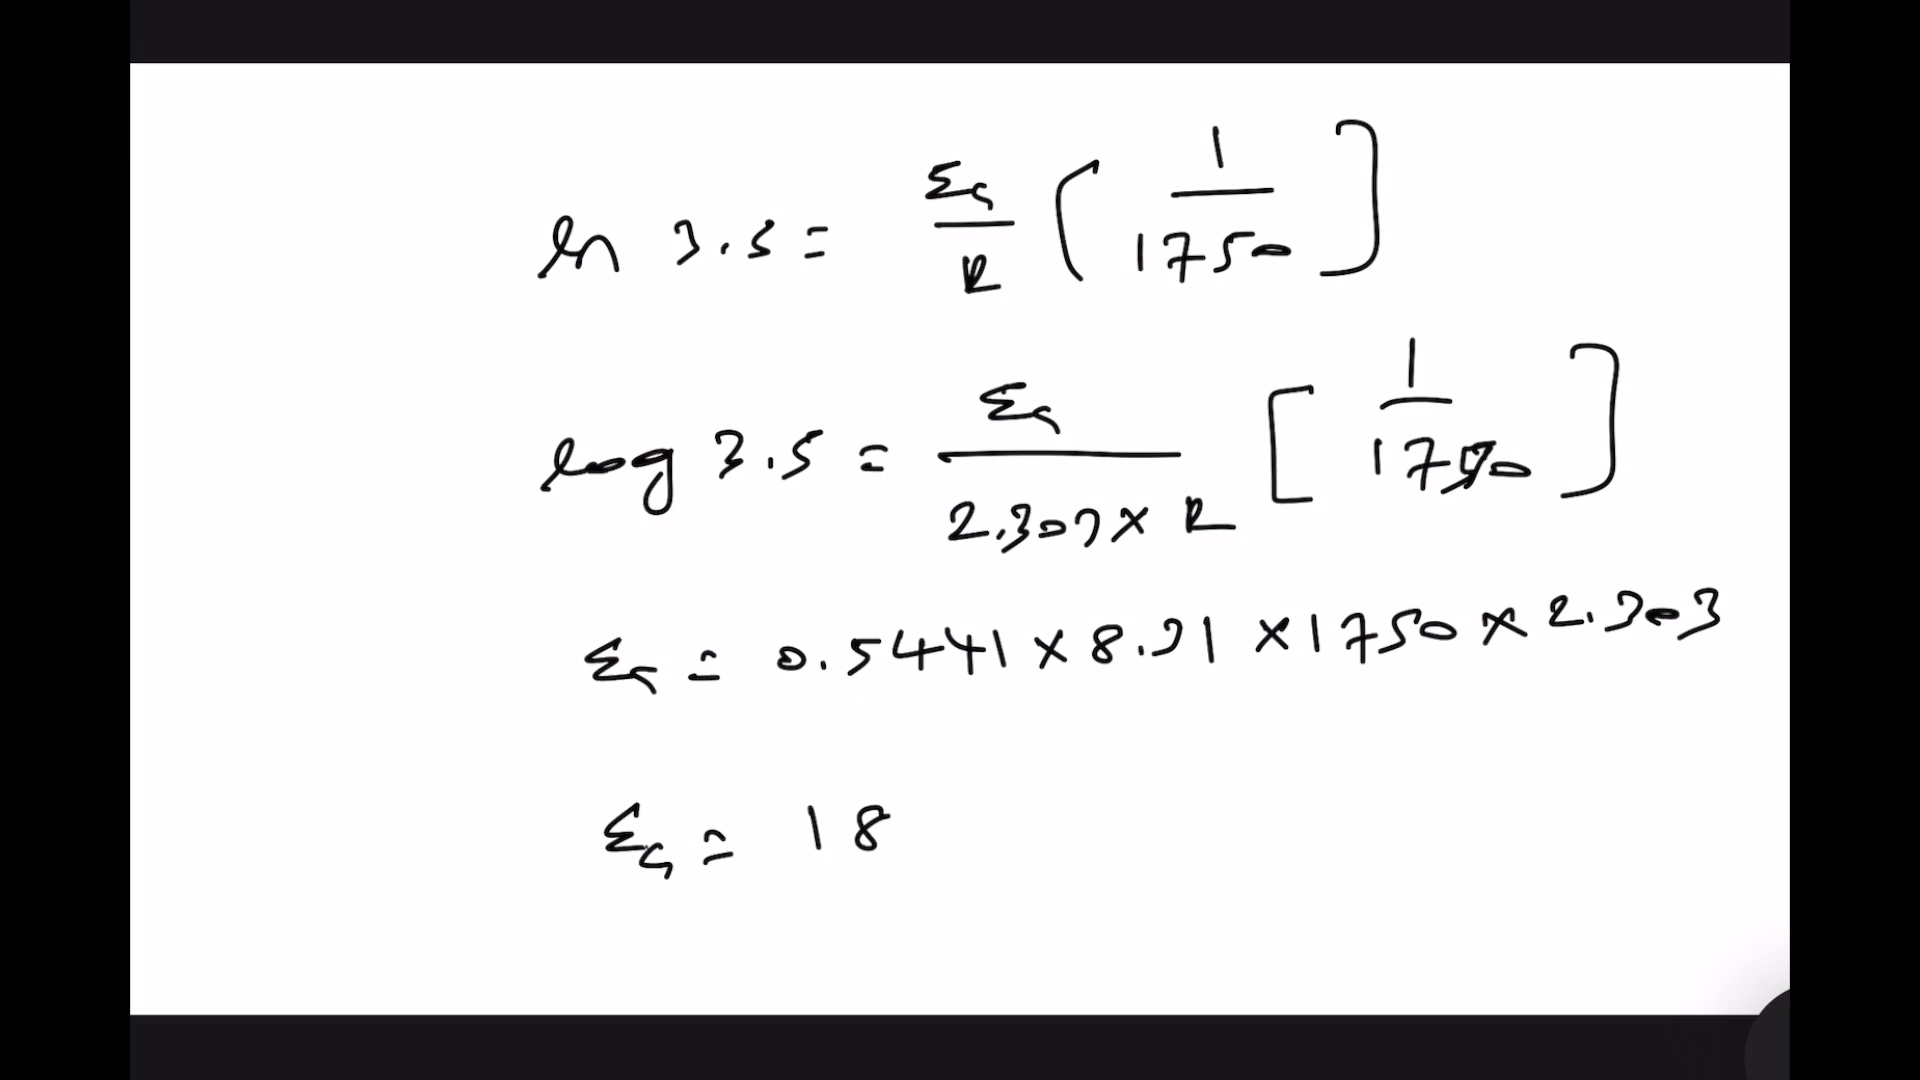 ln 3.5 = Ea/R ( 1/1750 ]
log 3.5 = Ea/2.303 × R [ 1/1750 ]
Ea = 0.5441 × 8.31 × 1750 × 2.303
Ea = 18